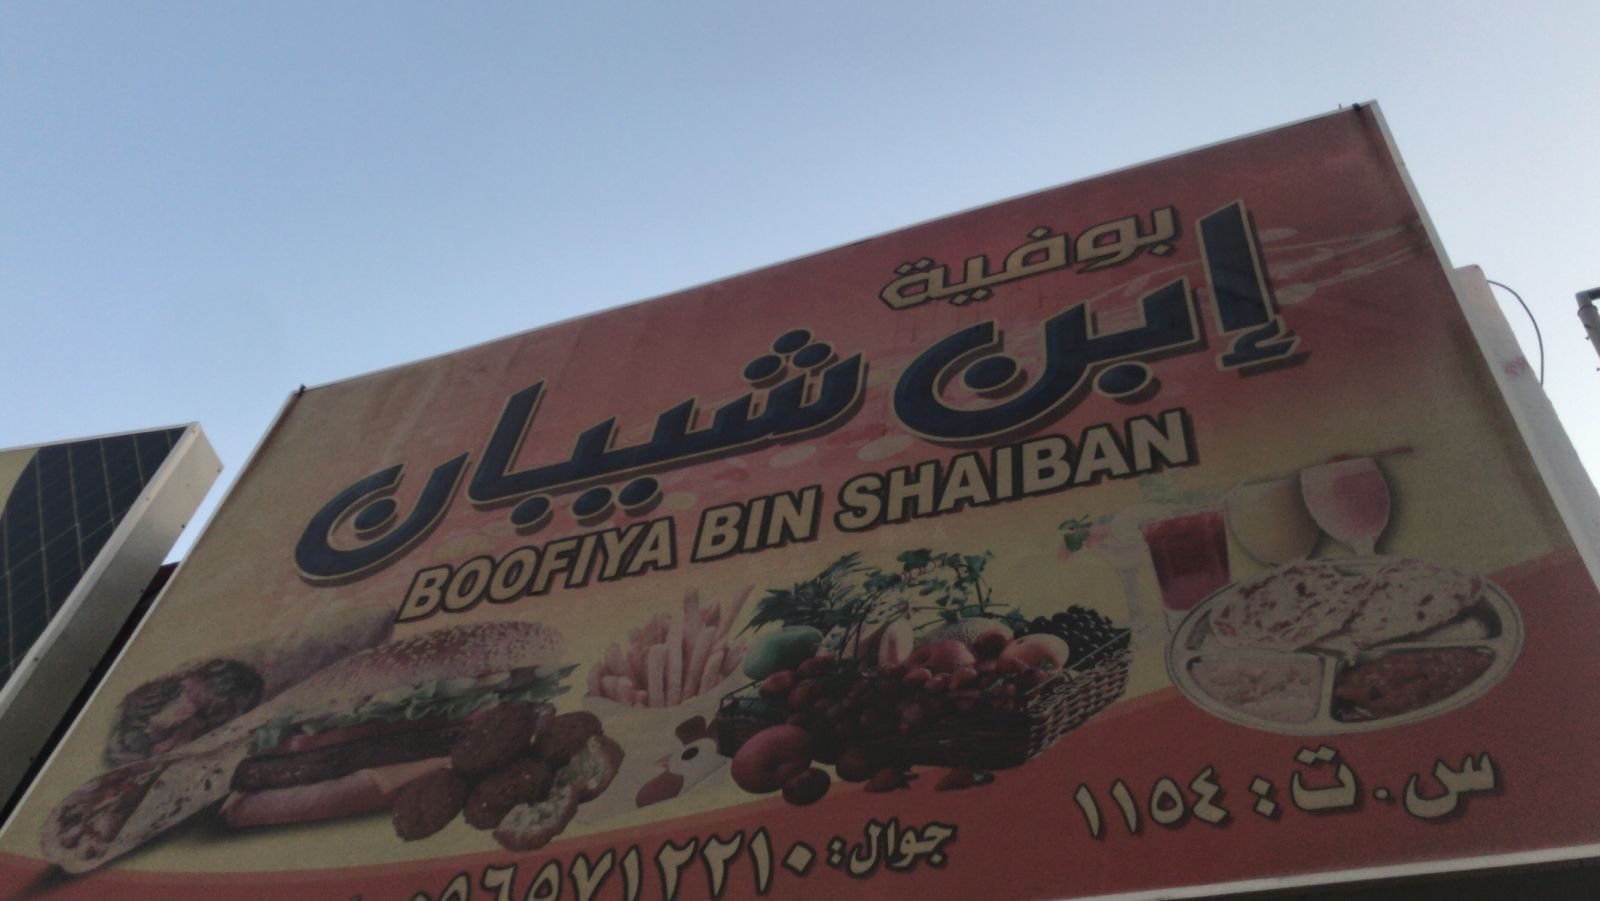 بوفية
إبن شيبان
BOOFIYA BIN SHAIBAN
س.ت: ١١٥٤
جوال: